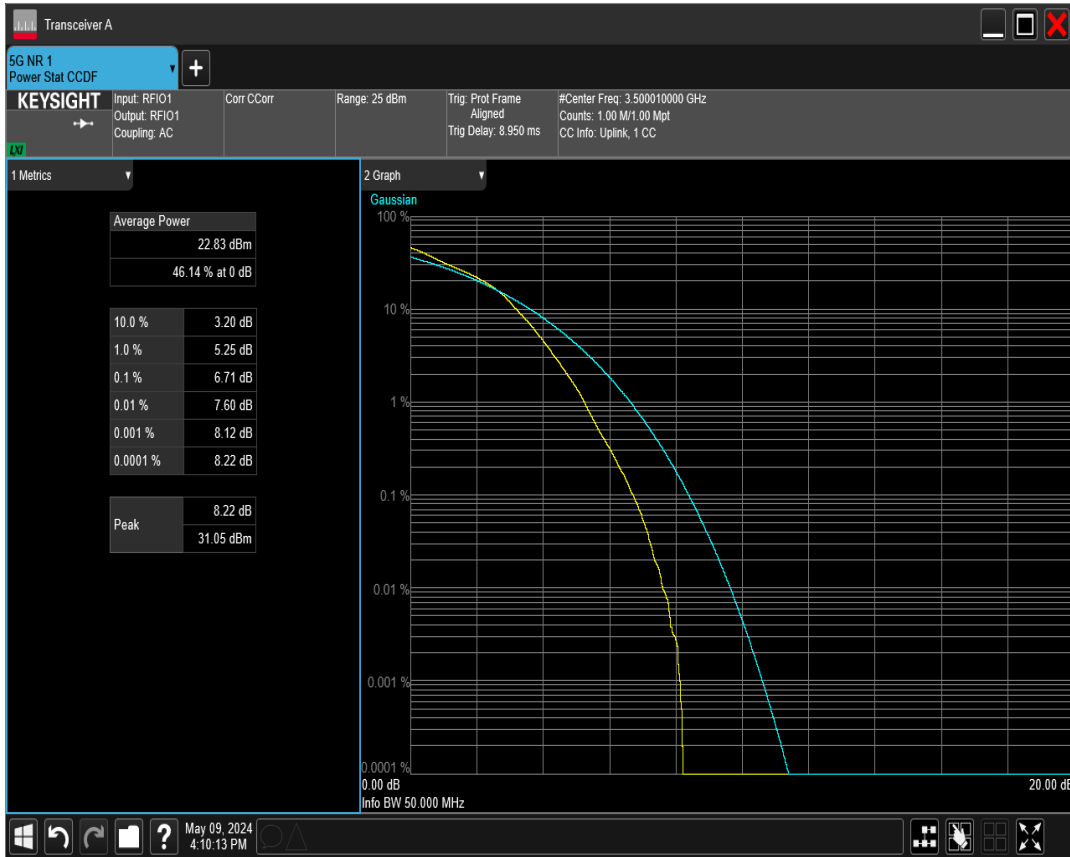 Transceiver A
5G NR 1
Power Stat CCDF
KEYSIGHT
LXI
Input: RFIO1
Output: RFIO1
Coupling: AC
Corr CCorr
Range: 25 dBm
Trig: Prot Frame
Aligned
Trig Delay: 8.950 ms
#Center Freq: 3.500010000 GHz
Counts: 1.00 M/1.00 Mpt
CC Info: Uplink, 1 CC
1 Metrics
Average Power
22.83 dBm
46.14 % at 0 dB
10.0 % 3.20 dB
1.0 % 5.25 dB
0.1 % 6.71 dB
0.01 % 7.60 dB
0.001 % 8.12 dB
0.0001 % 8.22 dB
Peak
8.22 dB
31.05 dBm
2 Graph
Gaussian
100 %
10 %
1 %
0.1 %
0.01 %
0.001 %
0.0001 %
0.00 dB 20.00 dB
Info BW 50.000 MHz
?
May 09, 2024
4:10:13 PM